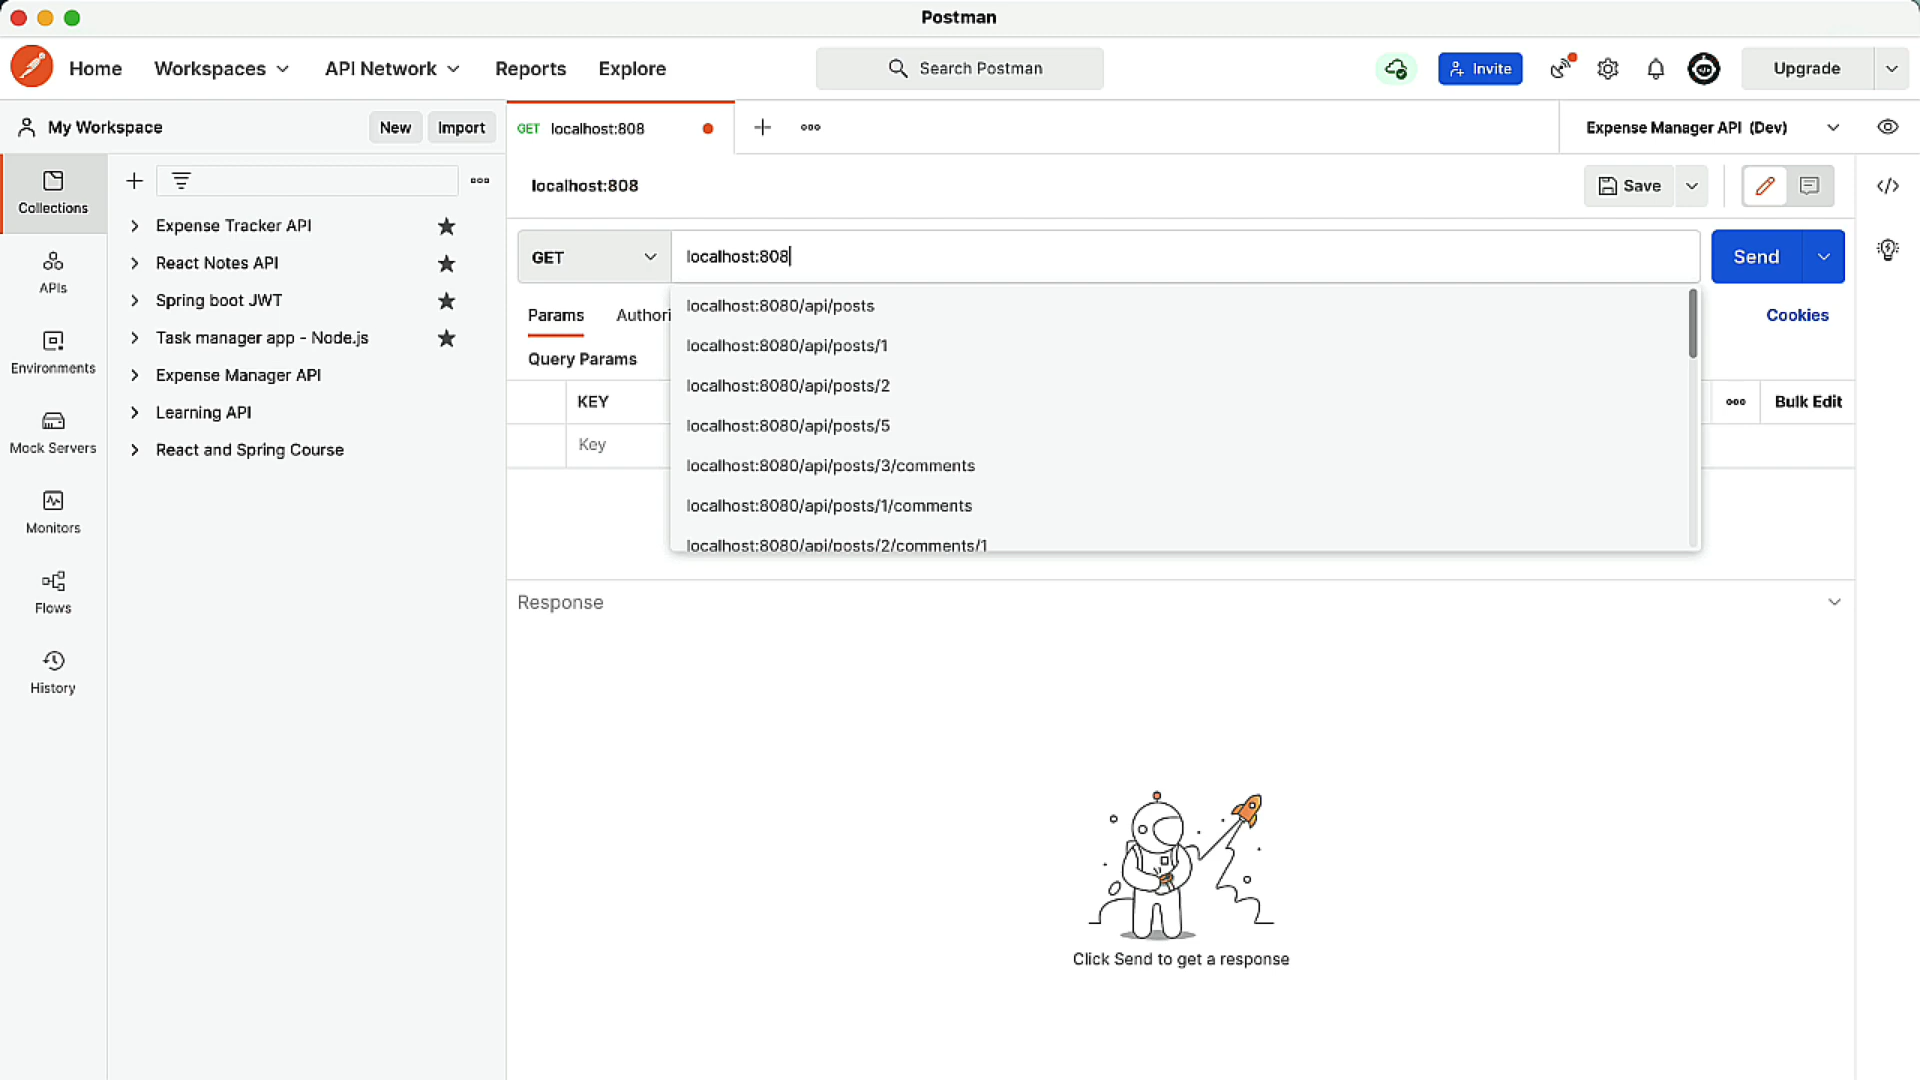 Postman
Home Workspaces API Network Reports Explore Search Postman Invite Upgrade
My Workspace New Import GET localhost:808 Expense Manager API (Dev)
Collections
APIs
Environments
Mock Servers
Monitors
Flows
History
Expense Tracker API
React Notes API
Spring boot JWT
Task manager app - Node.js
Expense Manager API
Learning API
React and Spring Course
localhost:808 Save
GET localhost:808 Send
Params Authori Cookies
Query Params
KEY Bulk Edit
Key
localhost:8080/api/posts
localhost:8080/api/posts/1
localhost:8080/api/posts/2
localhost:8080/api/posts/5
localhost:8080/api/posts/3/comments
localhost:8080/api/posts/1/comments
localhost:8080/api/posts/2/comments/1
Response
Click Send to get a response